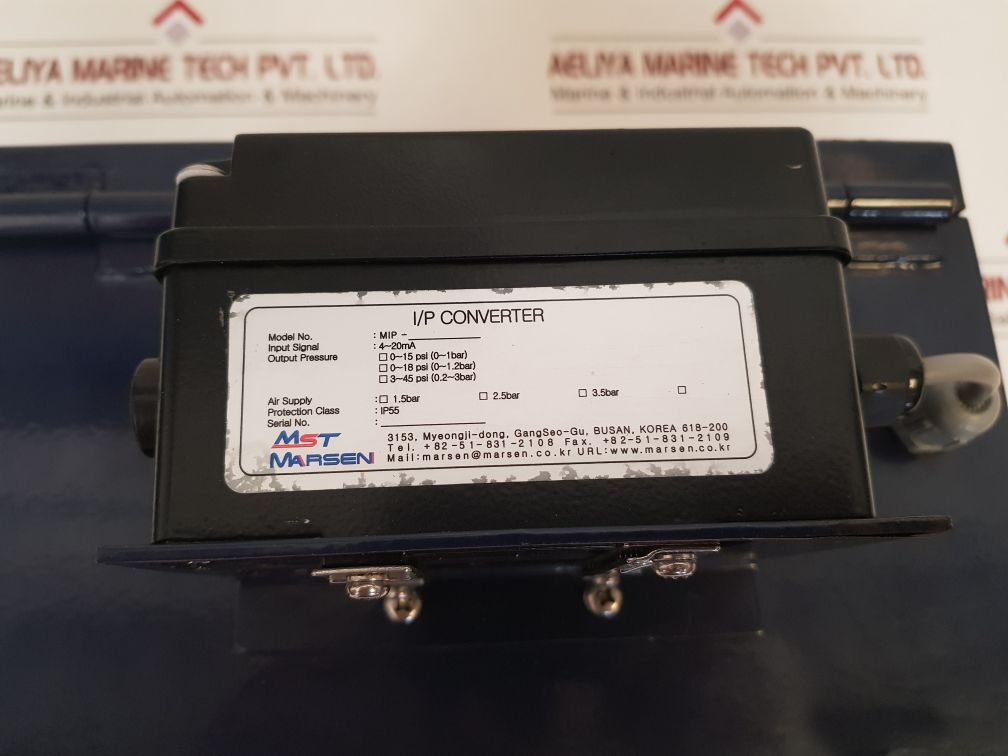 AELIYA MARINE TECH PVT. LTD.
Marine & Industrial Automation & Machinery
ELIYA MARINE TECH PVT. LTD.
arine & Industrial Automation & Machinery
I/P CONVERTER
Model No. : MIP -
Input Signal : 4~20mA
Output Pressure □ 0~15 psi (0~1bar)
□ 0~18 psi (0~1.2bar)
□ 3~45 psi (0.2~3bar)
Air Supply : □ 1.5bar □ 2.5bar □ 3.5bar □
Protection Class : IP55
Serial No. :
MST
MARSEN
3153, Myeongji-dong, GangSeo-Gu, BUSAN, KOREA 618-200
Tel. +82-51-831-2108 Fax. +82-51-831-2109
Mail:marsen@marsen.co.kr URL:www.marsen.co.kr